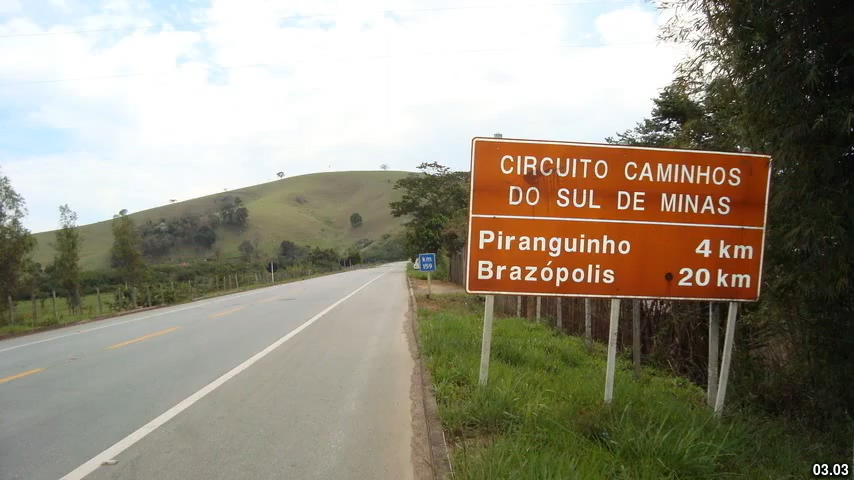 CIRCUITO CAMINHOS
DO SUL DE MINAS
Piranguinho 4 km
Brazópolis 20 km
km
159
03.03